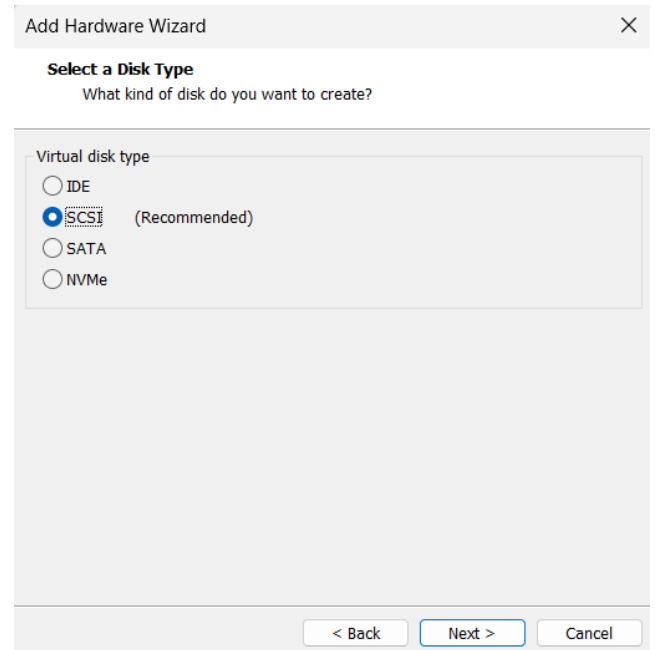 Add Hardware Wizard
Select a Disk Type
What kind of disk do you want to create?
Virtual disk type
IDE
SCSI (Recommended)
SATA
NVMe
< Back Next > Cancel